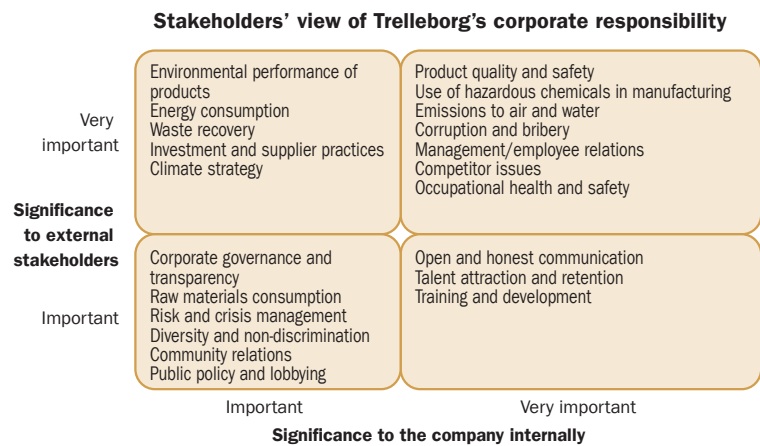 Stakeholders’ view of Trelleborg’s corporate responsibility
Very
important
Environmental performance of
products
Energy consumption
Waste recovery
Investment and supplier practices
Climate strategy
Product quality and safety
Use of hazardous chemicals in manufacturing
Emissions to air and water
Corruption and bribery
Management/employee relations
Competitor issues
Occupational health and safety
Significance
to external
stakeholders
Important
Corporate governance and
transparency
Raw materials consumption
Risk and crisis management
Diversity and non-discrimination
Community relations
Public policy and lobbying
Open and honest communication
Talent attraction and retention
Training and development
Important
Very important
Significance to the company internally